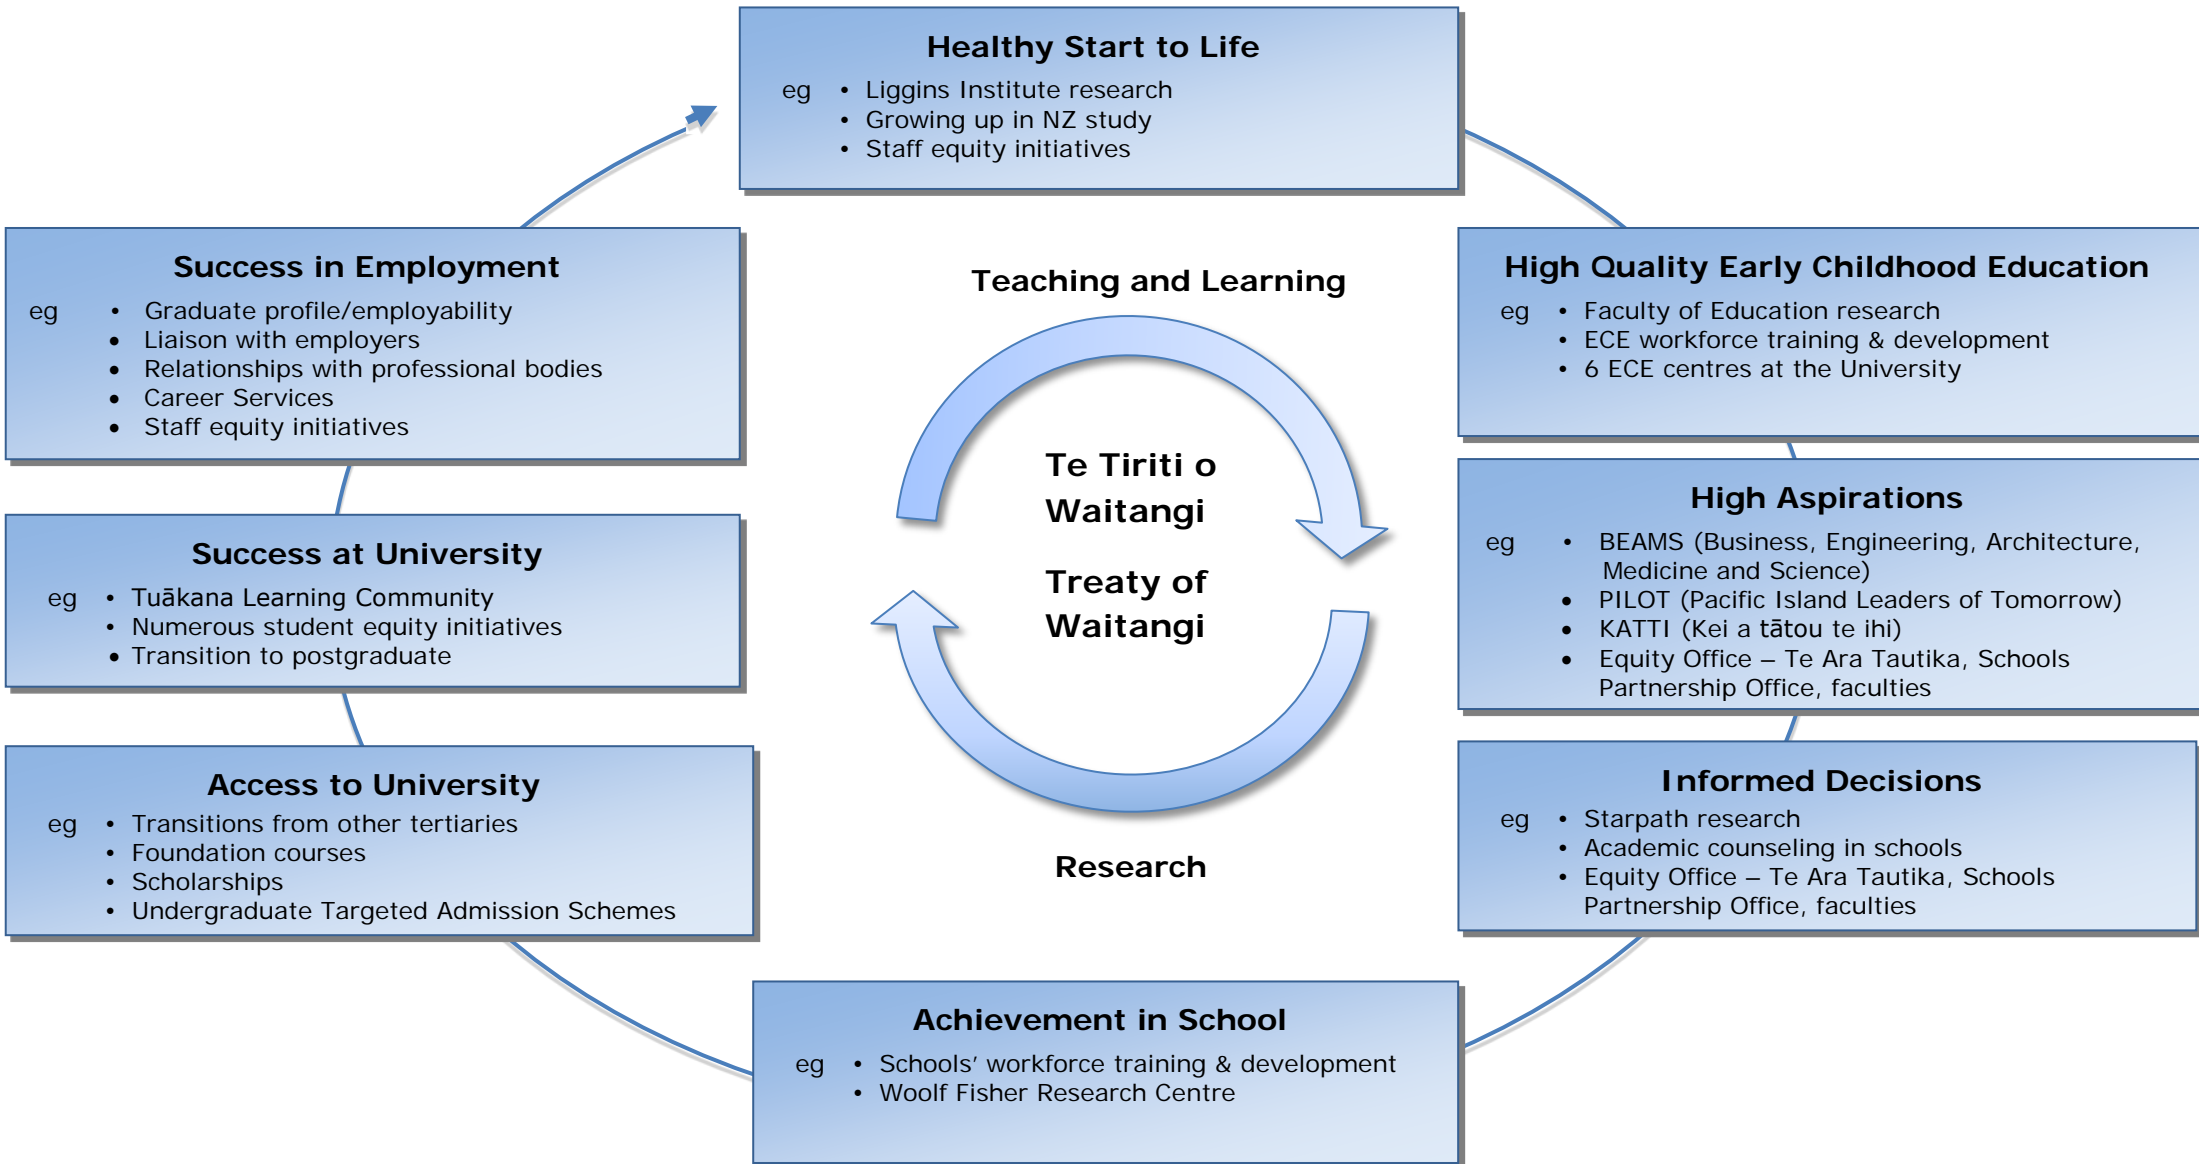 Healthy Start to Life
eg • Liggins Institute research
• Growing up in NZ study
• Staff equity initiatives
High Quality Early Childhood Education
eg • Faculty of Education research
• ECE workforce training & development
• 6 ECE centres at the University
High Aspirations
eg • BEAMS (Business, Engineering, Architecture,
Medicine and Science)
• PILOT (Pacific Island Leaders of Tomorrow)
• KATTI (Kei a tātou te ihi)
• Equity Office – Te Ara Tautika, Schools
Partnership Office, faculties
Informed Decisions
eg • Starpath research
• Academic counseling in schools
• Equity Office – Te Ara Tautika, Schools
Partnership Office, faculties
Achievement in School
eg • Schools’ workforce training & development
• Woolf Fisher Research Centre
Access to University
eg • Transitions from other tertiaries
• Foundation courses
• Scholarships
• Undergraduate Targeted Admission Schemes
Success at University
eg • Tuākana Learning Community
• Numerous student equity initiatives
• Transition to postgraduate
Success in Employment
eg • Graduate profile/employability
• Liaison with employers
• Relationships with professional bodies
• Career Services
• Staff equity initiatives
Teaching and Learning
Te Tiriti o
Waitangi
Treaty of
Waitangi
Research